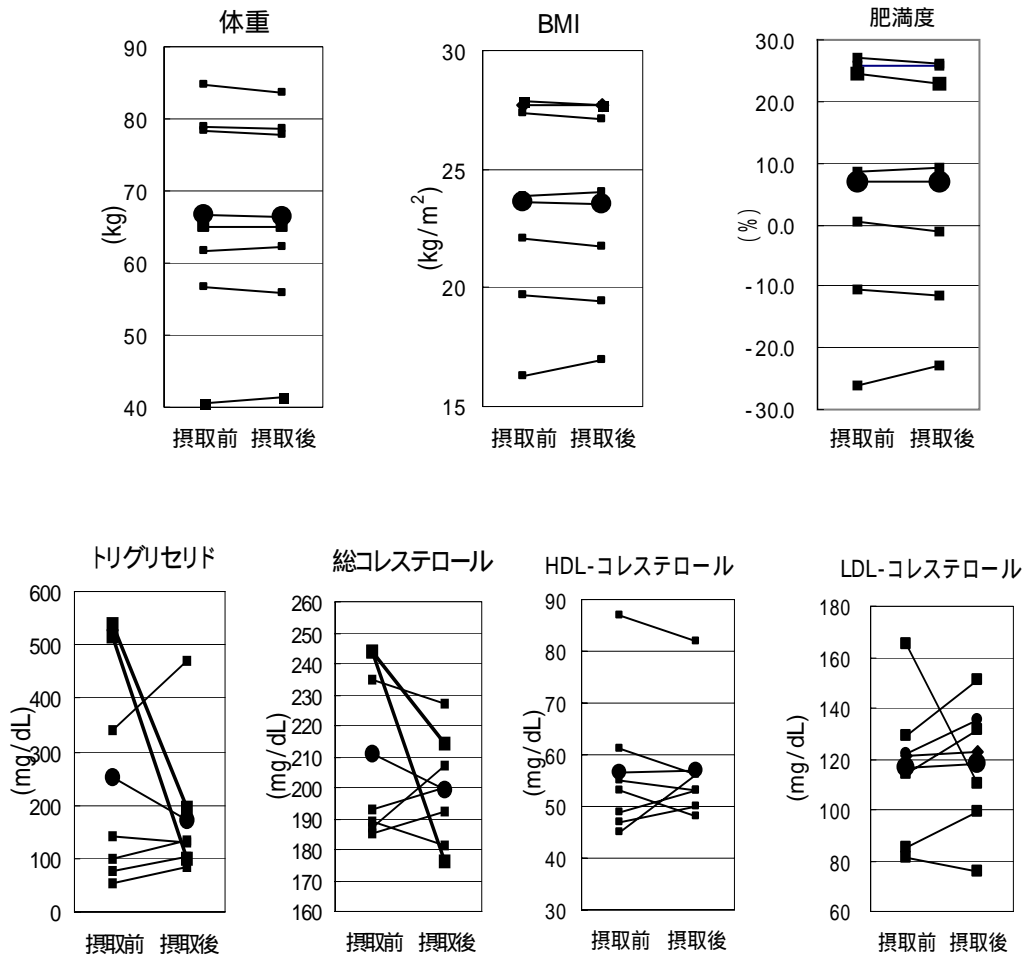 体重
90
80
70
60
50
40
(kg)
摂取前 摂取後
BMI
30
25
20
15
(kg/m²)
摂取前 摂取後
肥満度
30.0
20.0
10.0
0.0
-10.0
-20.0
-30.0
(%)
摂取前 摂取後
トリグリセリド
600
500
400
300
200
100
0
(mg/dL)
摂取前 摂取後
総コレステロール
260
250
240
230
220
210
200
190
180
170
160
(mg/dL)
摂取前 摂取後
HDL-コレステロール
90
80
70
60
50
40
30
(mg/dL)
摂取前 摂取後
LDL-コレステロール
180
160
140
120
100
80
60
(mg/dL)
摂取前 摂取後